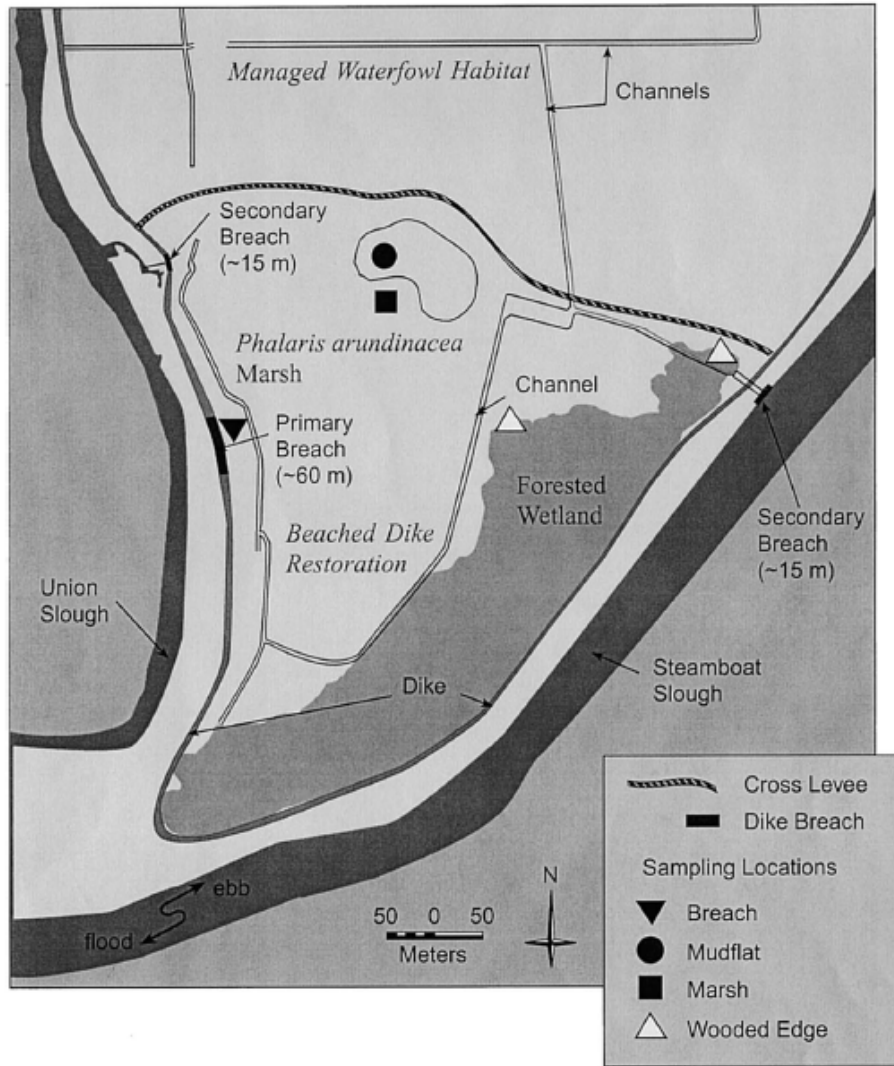 Managed Waterfowl Habitat
Channels
Secondary
Breach
(~15 m)
Phalaris arundinacea
Marsh
Channel
Primary
Breach
(~60 m)
Forested
Wetland
Beached Dike
Restoration
Secondary
Breach
(~15 m)
Union
Slough
Steamboat
Slough
Dike
ebb
flood
50 0 50
Meters
N
Cross Levee
Dike Breach
Sampling Locations
Breach
Mudflat
Marsh
Wooded Edge